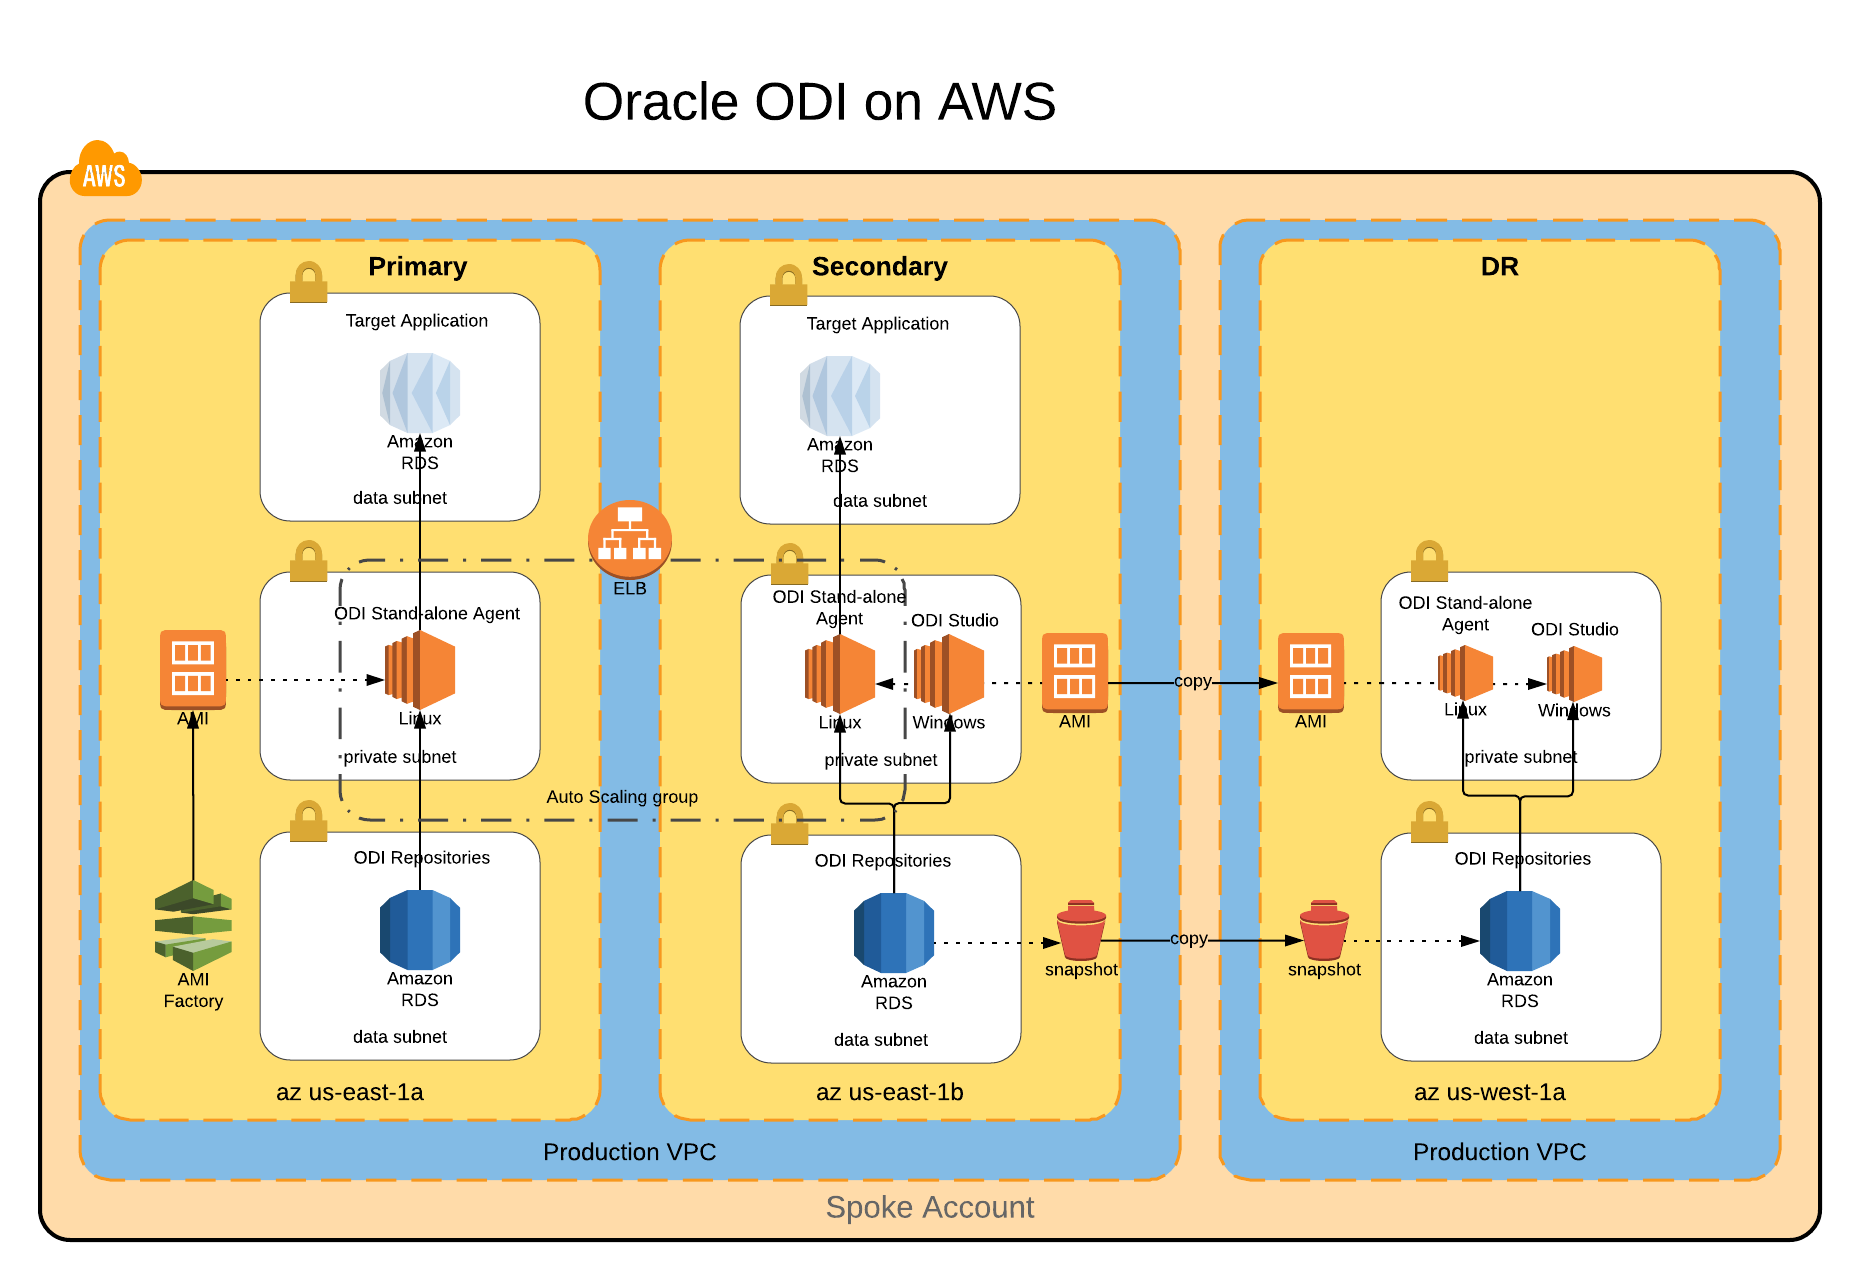 Oracle ODI on AWS
AWS
Primary
Target Application
Amazon
RDS
data subnet
ELB
ODI Stand-alone Agent
AMI
Linux
private subnet
Auto Scaling group
ODI Repositories
AMI
Factory
Amazon
RDS
data subnet
az us-east-1a
Secondary
Target Application
Amazon
RDS
data subnet
ODI Stand-alone
Agent
ODI Studio
Linux
Windows
AMI
private subnet
ODI Repositories
Amazon
RDS
snapshot
data subnet
az us-east-1b
Production VPC
copy
copy
DR
ODI Stand-alone
Agent
ODI Studio
AMI
Linux
Windows
private subnet
ODI Repositories
snapshot
Amazon
RDS
data subnet
az us-west-1a
Production VPC
Spoke Account